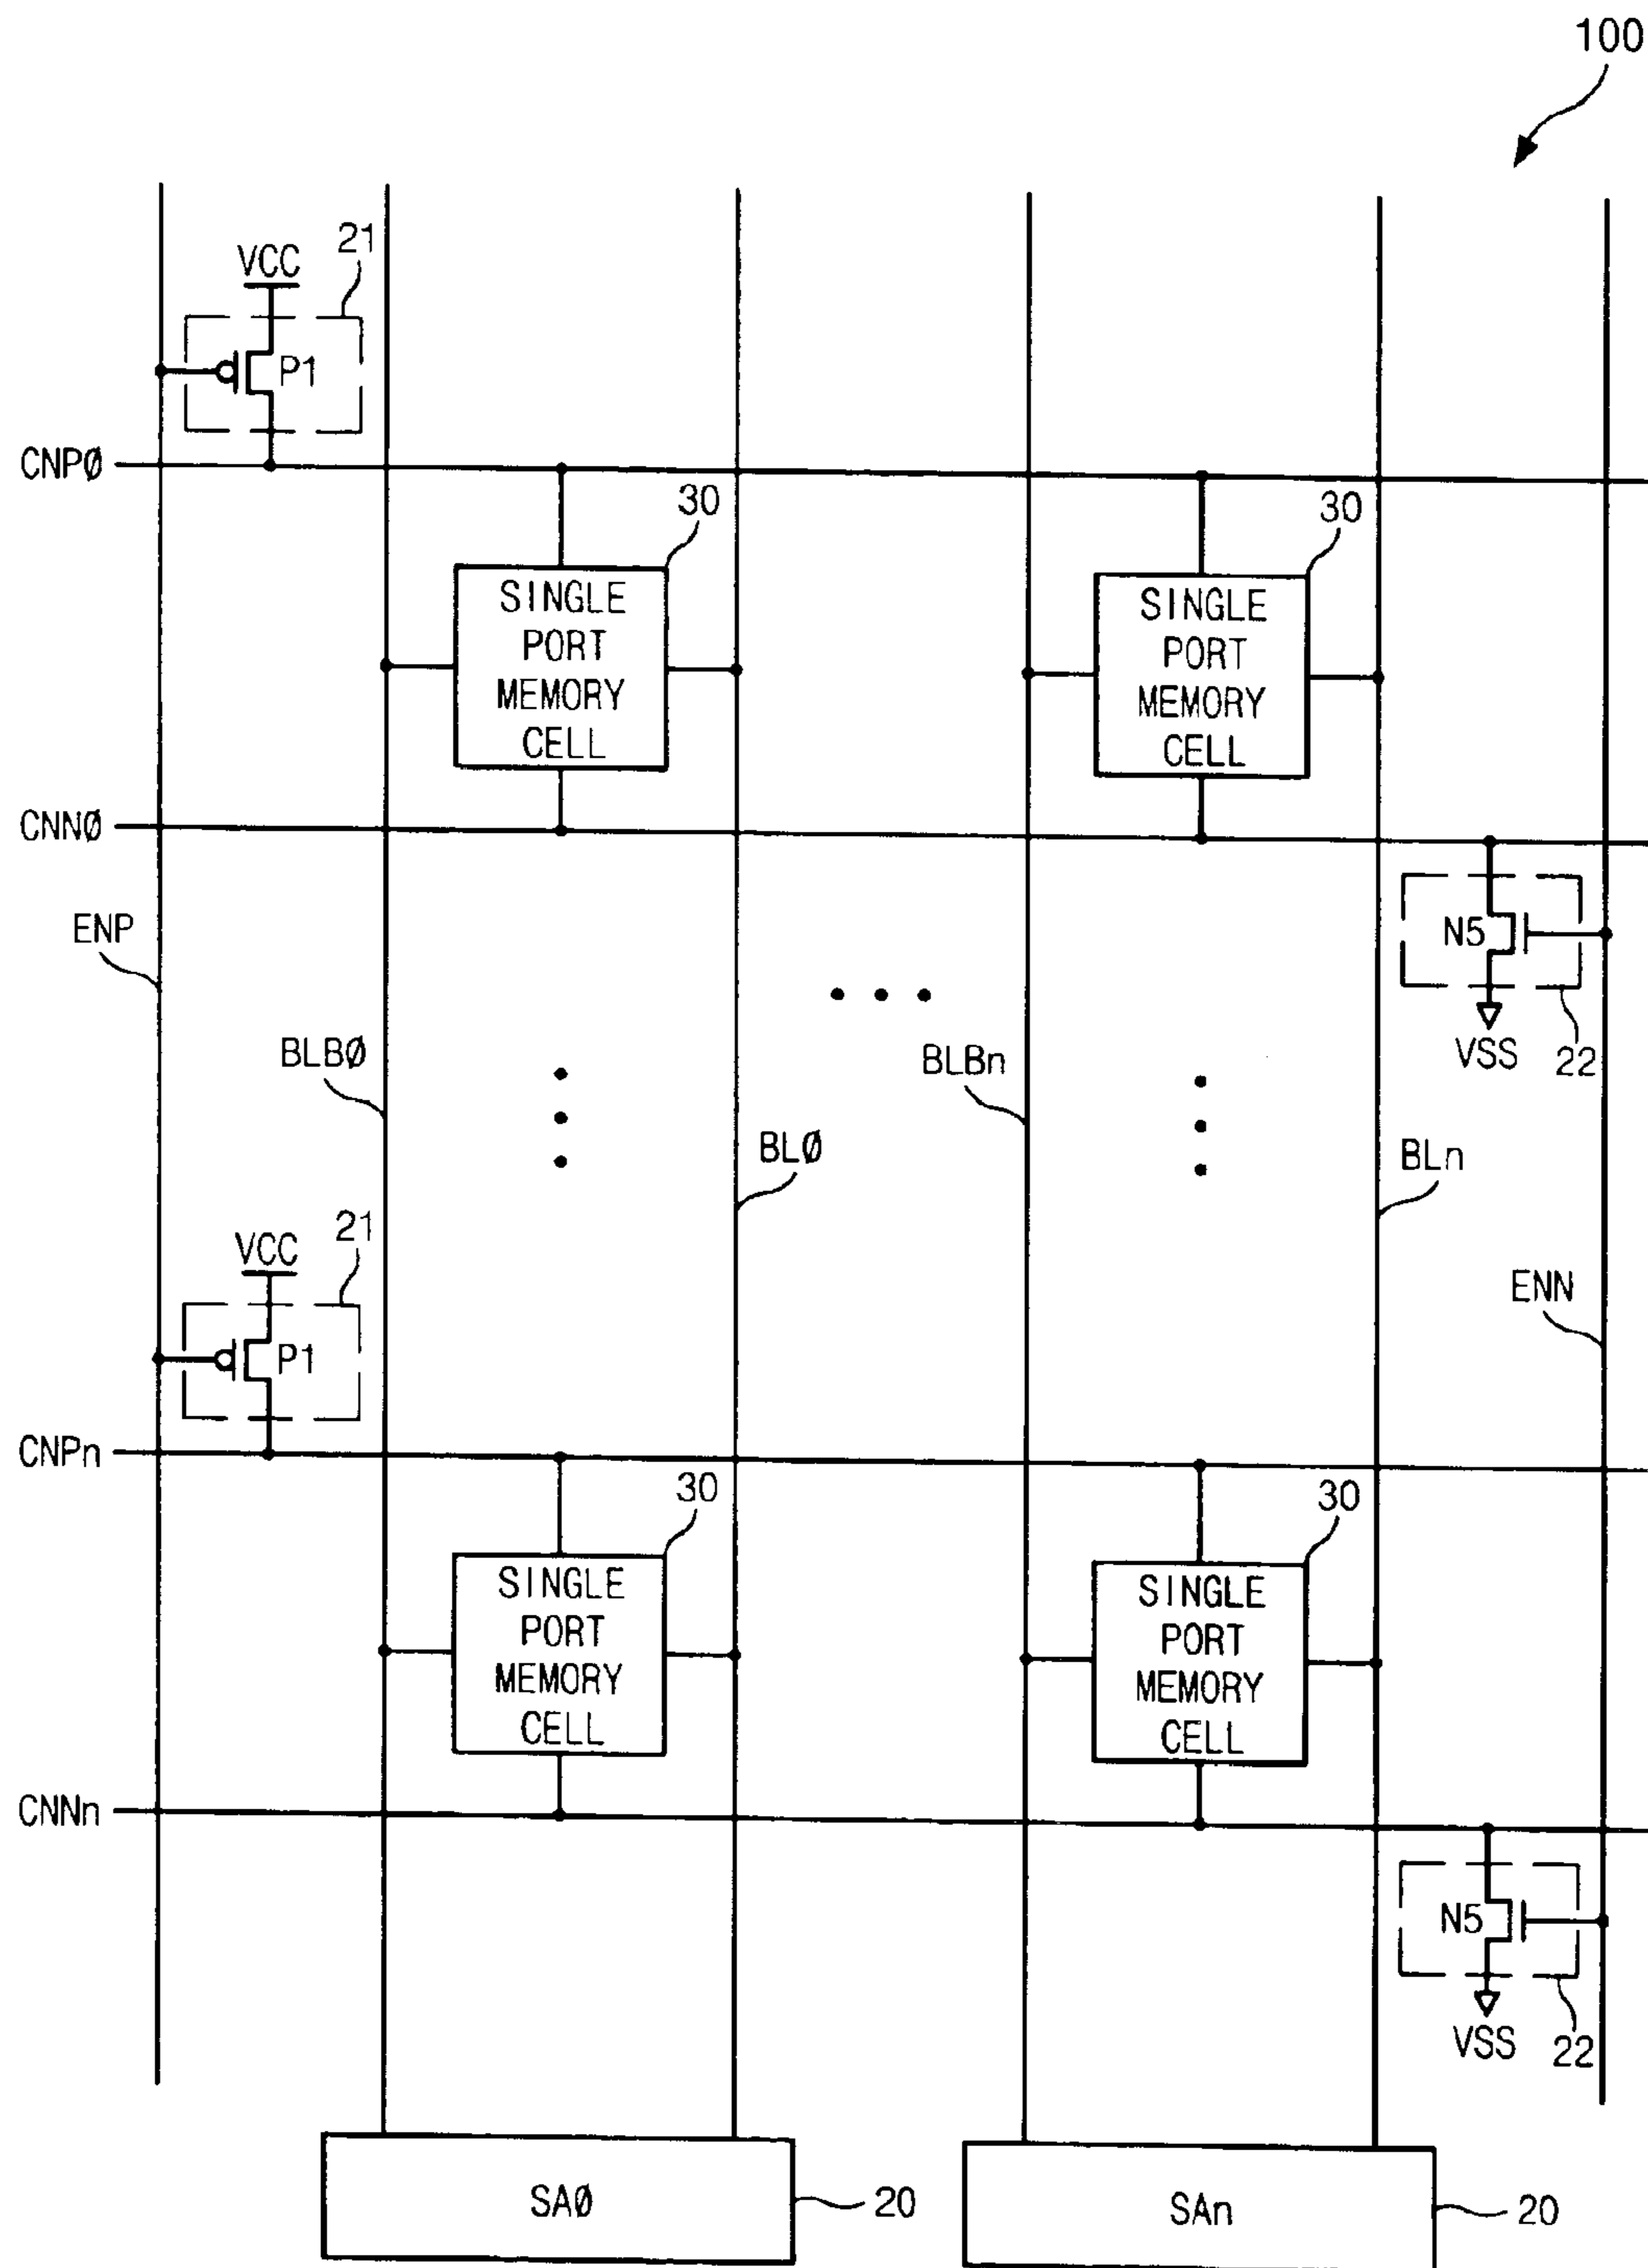 100
VCC
21
P1
CNPØ
30
30
SINGLE
PORT
MEMORY
CELL
SINGLE
PORT
MEMORY
CELL
CNNØ
ENP
N5
VSS
22
BLBØ
BLBn
BLØ
BLn
VCC
21
ENN
P1
CNPn
30
30
SINGLE
PORT
MEMORY
CELL
SINGLE
PORT
MEMORY
CELL
CNNn
N5
VSS
22
SAØ
20
SAn
20